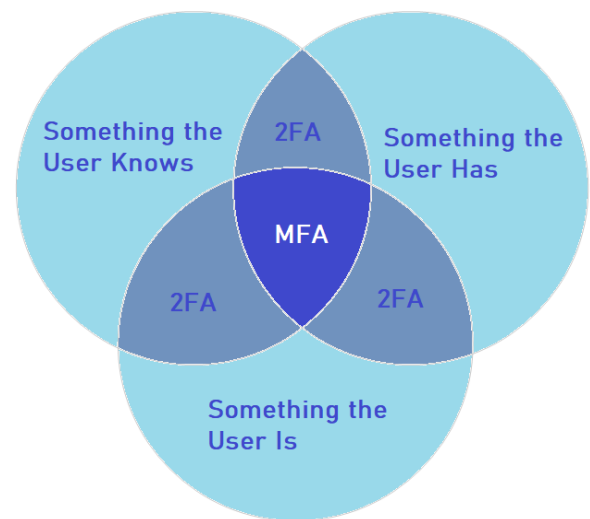 2FA
Something the
User Knows
Something the
User Has
MFA
2FA
2FA
Something the
User Is